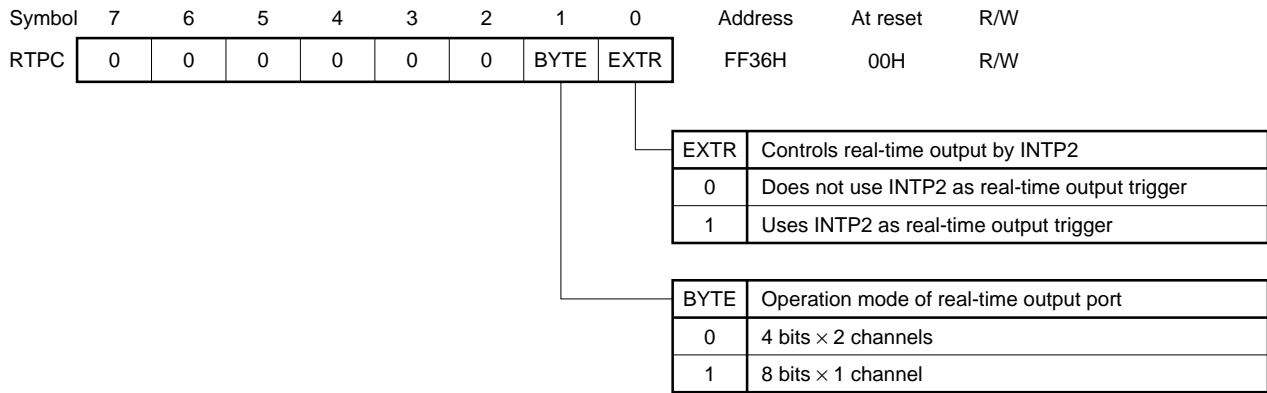 Symbol 7 6 5 4 3 2 1 0 Address At reset R/W
RTPC 0 0 0 0 0 0 BYTE EXTR FF36H 00H R/W
EXTR Controls real-time output by INTP2
0 Does not use INTP2 as real-time output trigger
1 Uses INTP2 as real-time output trigger
BYTE Operation mode of real-time output port
0 4 bits × 2 channels
1 8 bits × 1 channel